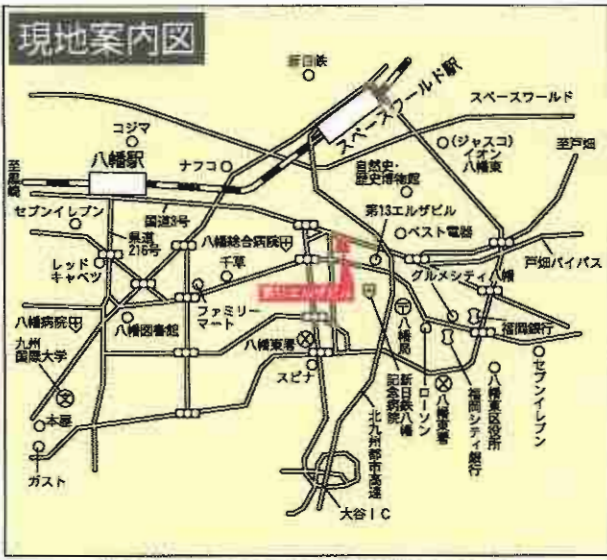 現地案内図
新日鉄
スペースワールド駅
スペースワールド
コジマ
(ジャスコ)
イオン
八幡東
至戸畑
八幡駅
ナフコ
至黒崎
自然史・
歴史博物館
セブンイレブン
国道3号
第13エルザビル
県道
216号
八幡総合病院
ベスト電器
レッド
キャベツ
千草
グルメシティ八幡
戸畑バイパス
ファミリー
マート
八幡病院
八幡図書館
八幡局
福岡銀行
九州
国際大学
八幡東署
スピナ
新日鉄八幡
記念病院
ローソン
八幡東署
福岡シティ銀行
八幡東区役所
セブンイレブン
本屋
北九州都市高速
ガスト
大谷IC